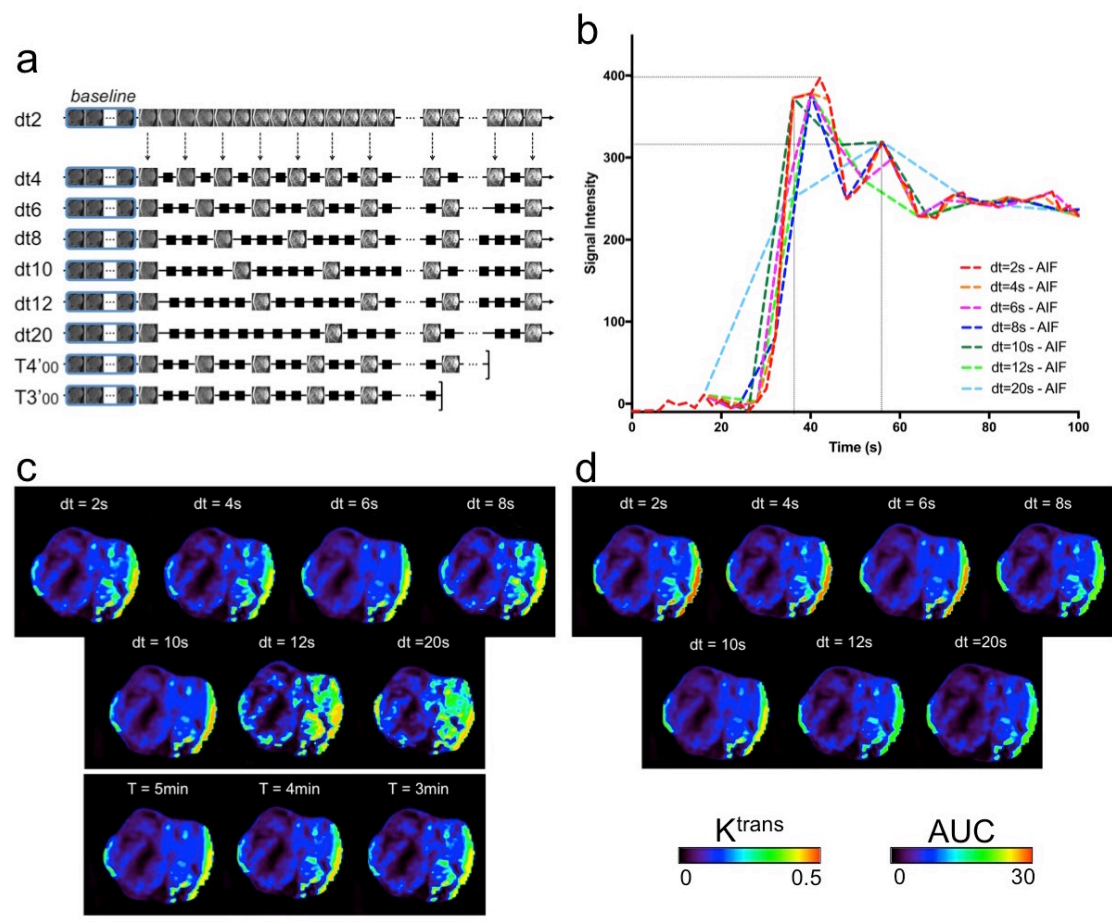 a
baseline
dt2
dt4
dt6
dt8
dt10
dt12
dt20
T4'00
T3'00
b
Signal Intensity
400
300
200
100
0
0 20 40 60 80 100
Time (s)
dt=2s - AIF
dt=4s - AIF
dt=6s - AIF
dt=8s - AIF
dt=10s - AIF
dt=12s - AIF
dt=20s - AIF
c
dt = 2s dt = 4s dt = 6s dt = 8s
dt = 10s dt = 12s dt =20s
T = 5min T = 4min T = 3min
d
dt = 2s dt = 4s dt = 6s dt = 8s
dt = 10s dt = 12s dt =20s
Ktrans
0 0.5
AUC
0 30